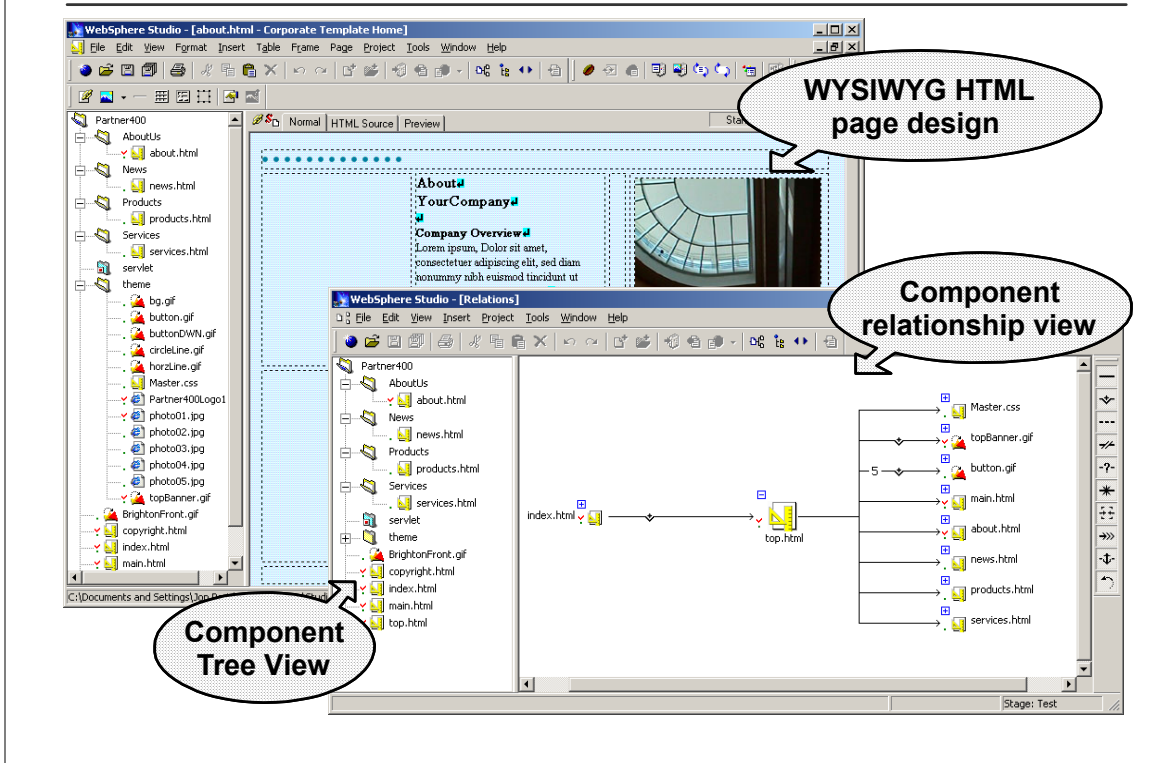 WebSphere Studio - [about.html - Corporate Template Home]
File Edit View Format Insert Table Frame Page Project Tools Window Help
WYSIWYG HTML
page design
Partner400
AboutUs
about.html
News
news.html
Products
products.html
Services
services.html
servlet
theme
bg.gif
button.gif
buttonDWN.gif
circleLine.gif
horzLine.gif
Master.css
Partner400Logo1
photo01.jpg
photo02.jpg
photo03.jpg
photo04.jpg
photo05.jpg
topBanner.gif
BrightonFront.gif
copyright.html
index.html
main.html
Normal HTML Source Preview
About
YourCompany
Company Overview
Lorem ipsum, Dolor sit amet,
consectetuer adipiscing elit, sed diam
nonummy nibh euismod tincidunt ut
C:\Documents and Settings\Jon
Component
relationship view
WebSphere Studio - [Relations]
File Edit View Insert Project Tools Window Help
Partner400
AboutUs
about.html
News
news.html
Products
products.html
Services
services.html
servlet
theme
BrightonFront.gif
copyright.html
index.html
main.html
top.html
index.html
top.html
5
Master.css
topBanner.gif
button.gif
main.html
about.html
news.html
products.html
services.html
-?-
Component
Tree View
Stage: Test